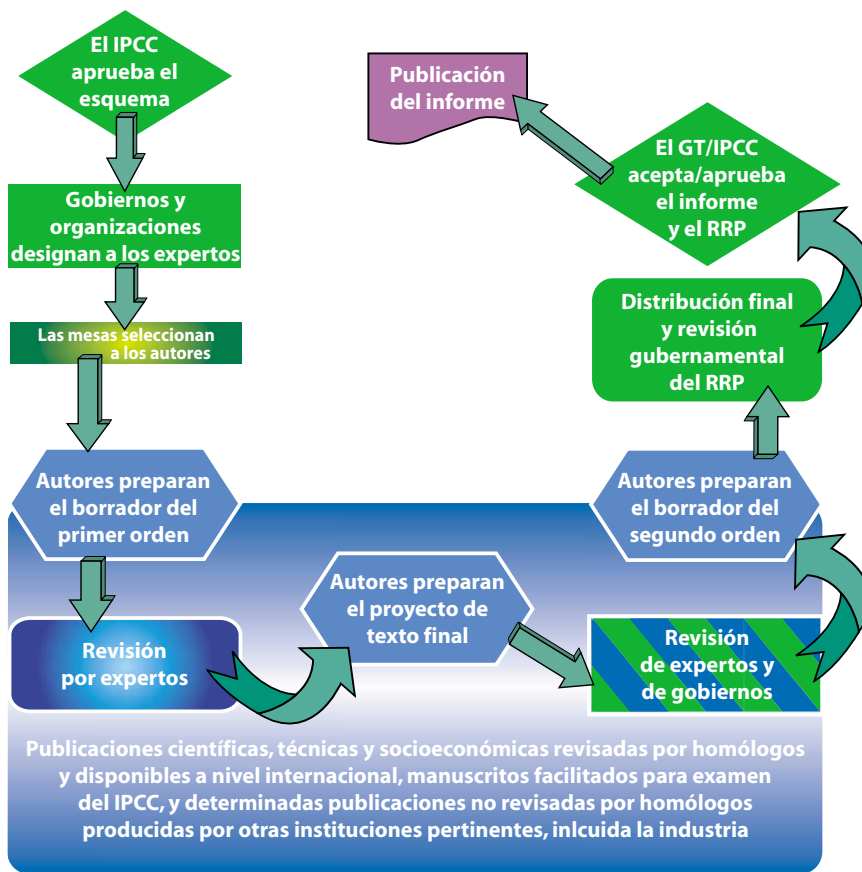 El IPCC
aprueba el
esquema
Gobiernos y
organizaciones
designan a los expertos
Las mesas seleccionan
a los autores
Autores preparan
el borrador del
primer orden
Revisión
por expertos
Autores preparan
el proyecto de
texto final
Revisión
de expertos y
de gobiernos
Autores preparan
el borrador del
segundo orden
Distribución final
y revisión
gubernamental
del RRP
El GT/IPCC
acepta/aprueba
el informe
y el RRP
Publicación
del informe
Publicaciones científicas, técnicas y socioeconómicas revisadas por homólogos
y disponibles a nivel internacional, manuscritos facilitados para examen
del IPCC, y determinadas publicaciones no revisadas por homólogos
producidas por otras instituciones pertinentes, inlcuida la industria